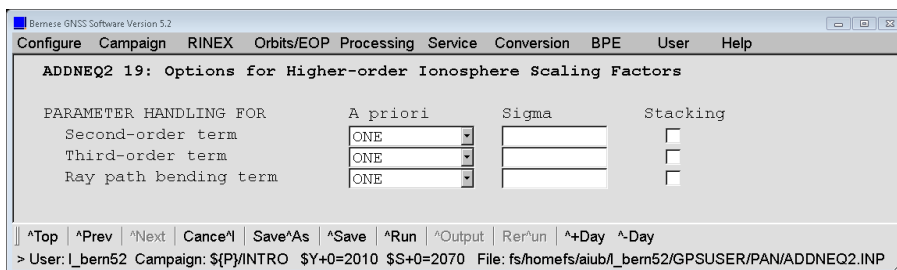 Bernese GNSS Software Version 5.2
Configure Campaign RINEX Orbits/EOP Processing Service Conversion BPE User Help
ADDNEQ2 19: Options for Higher-order Ionosphere Scaling Factors
PARAMETER HANDLING FOR A priori Sigma Stacking
Second-order term ONE
Third-order term ONE
Ray path bending term ONE
^Top | ^Prev | ^Next | Cance^l | Save^As | ^Save | ^Run | ^Output | Rer^un | ^+Day ^-Day
> User: l_bern52 Campaign: ${P}/INTRO $Y+0=2010 $S+0=2070 File: fs/homefs/aiub/l_bern52/GPSUSER/PAN/ADDNEQ2.INP